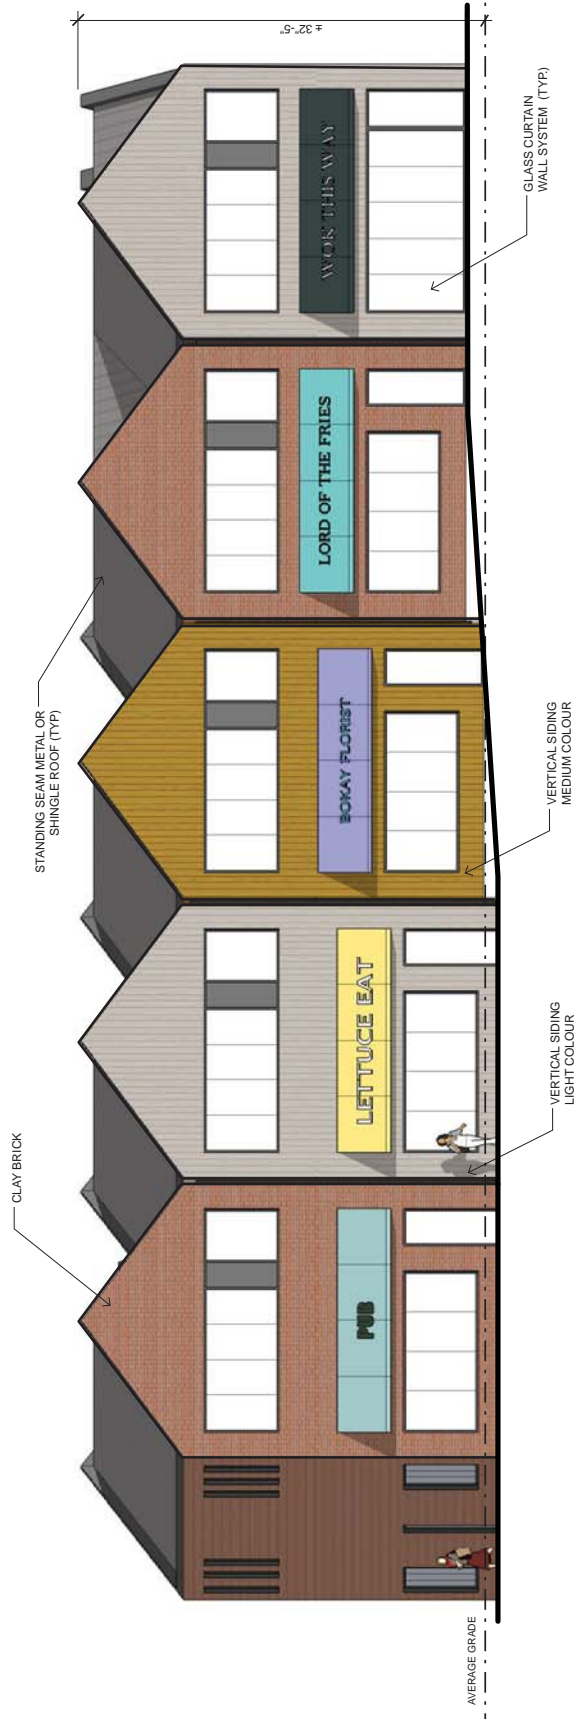 CLAY BRICK
STANDING SEAM METAL OR
SHINGLE ROOF (TYP)
± 32'-5"
PUB
LETTUCE EAT
BOKAY FLORIST
LORD OF THE FRIES
WOK THIS WAY
AVERAGE GRADE
VERTICAL SIDING
LIGHT COLOUR
VERTICAL SIDING
MEDIUM COLOUR
GLASS CURTAIN
WALL SYSTEM (TYP.)